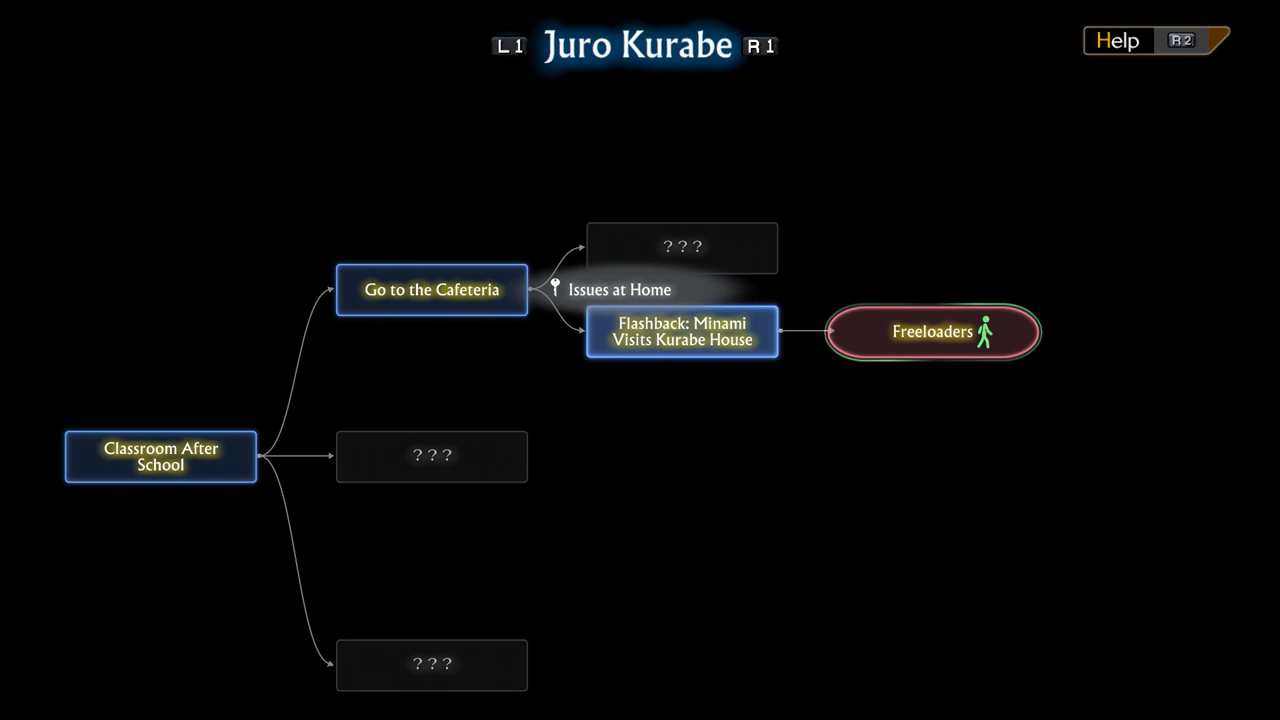 L1 Juro Kurabe R1
Help R2
? ? ?
Go to the Cafeteria
Issues at Home
Flashback: Minami
Visits Kurabe House
Freeloaders
Classroom After
School
? ? ?
? ? ?